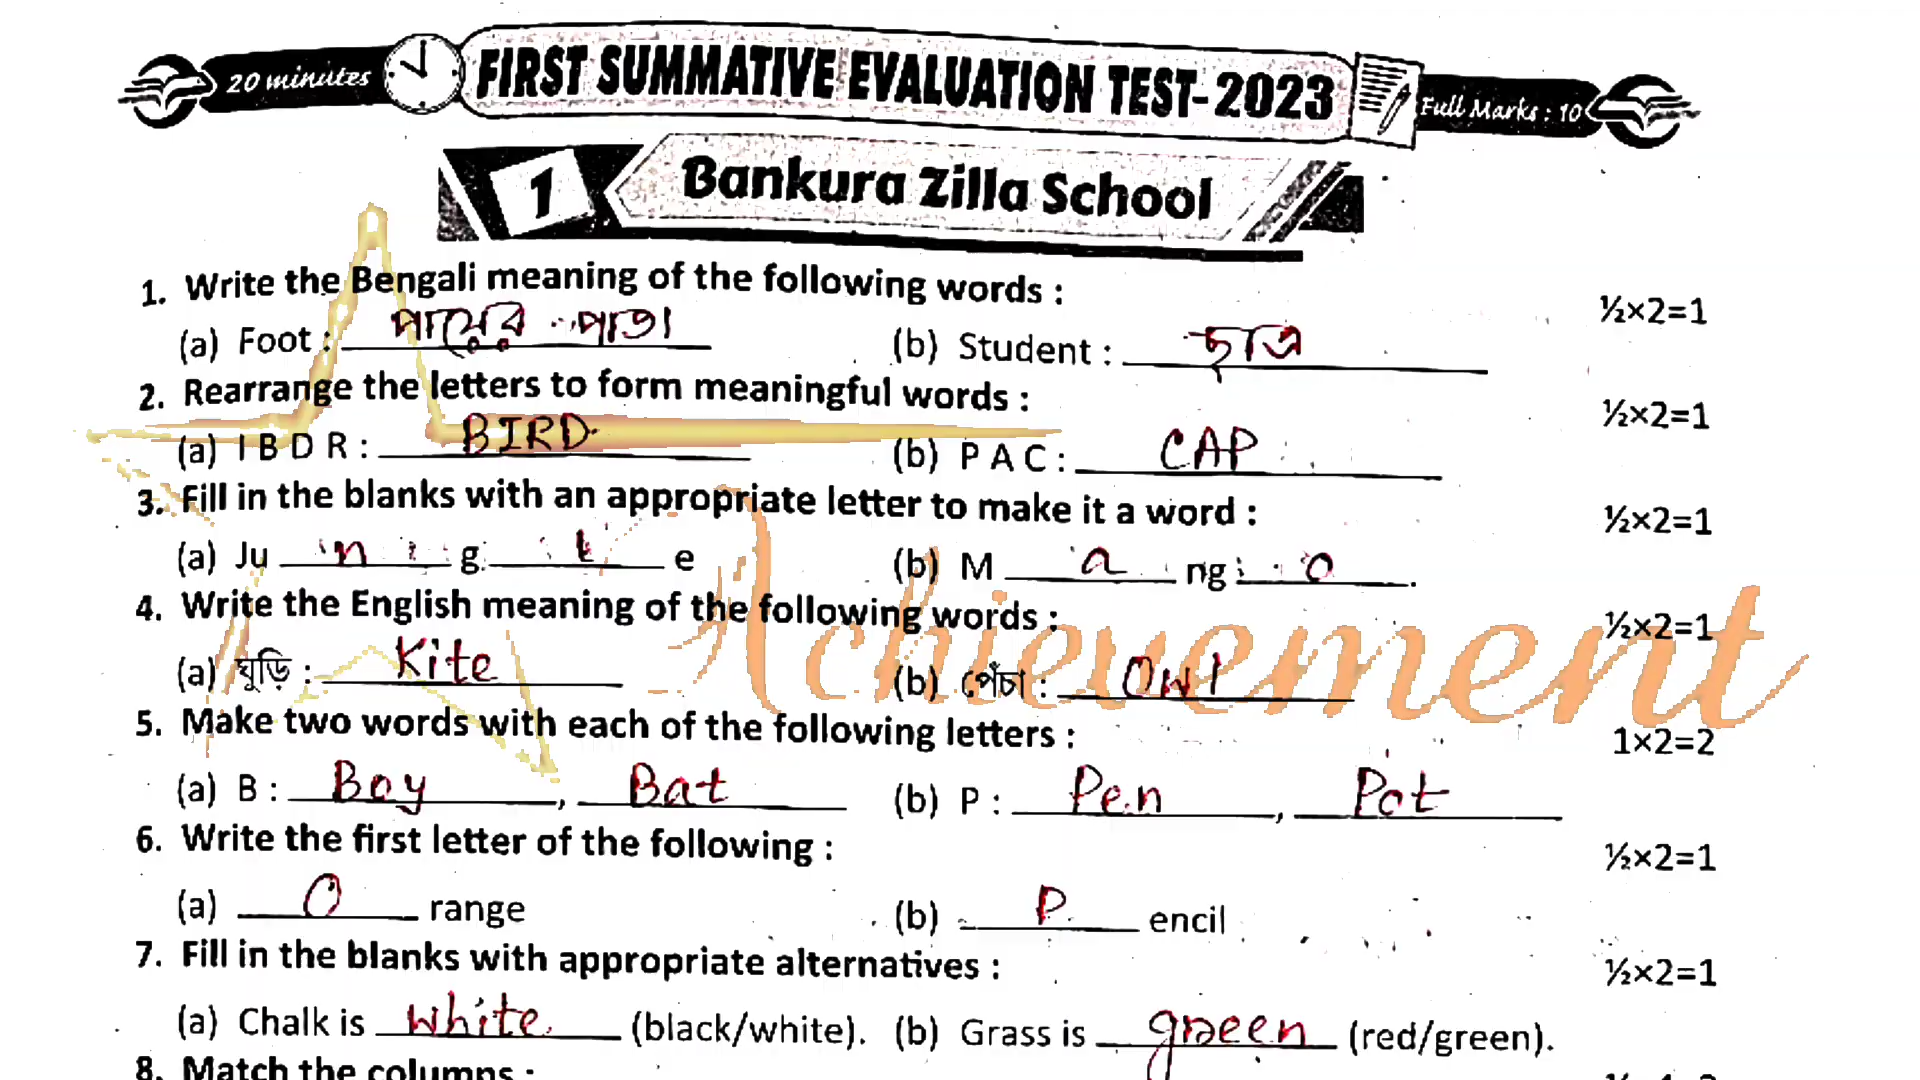 20 minutes FIRST SUMMATIVE EVALUATION TEST-2023 Full Marks : 10
1 Bankura Zilla School
1. Write the Bengali meaning of the following words : ½×2=1
(a) Foot : পায়ের পাতা (b) Student : ছাত্র
2. Rearrange the letters to form meaningful words : ½×2=1
(a) I B D R : BIRD (b) P A C : CAP
3. Fill in the blanks with an appropriate letter to make it a word : ½×2=1
(a) Ju n g l e (b) M a ng o .
4. Write the English meaning of the following words : ½×2=1
(a) ঘুড়ি : Kite (b) পেঁচা : Owl
Achievement
5. Make two words with each of the following letters : 1×2=2
(a) B : Boy , Bat (b) P : Pen , Pot
6. Write the first letter of the following : ½×2=1
(a) O range (b) P encil
7. Fill in the blanks with appropriate alternatives : ½×2=1
(a) Chalk is white (black/white). (b) Grass is green (red/green).
8. Match the columns :